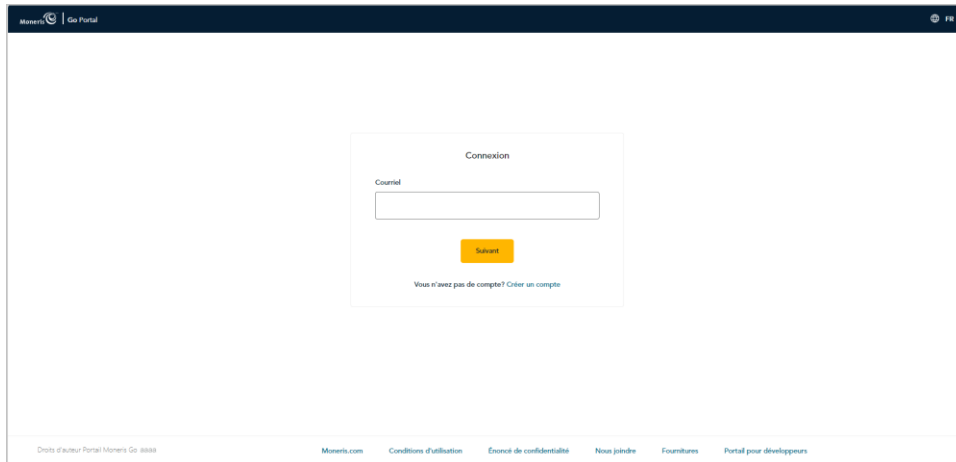 Moneris Go Portal
FR
Connexion
Courriel
Suivant
Vous n'avez pas de compte? Créer un compte
Droits d'auteur Portail Moneris Go
Moneris.com Conditions d'utilisation Énoncé de confidentialité Nous joindre Fournitures Portail pour développeurs